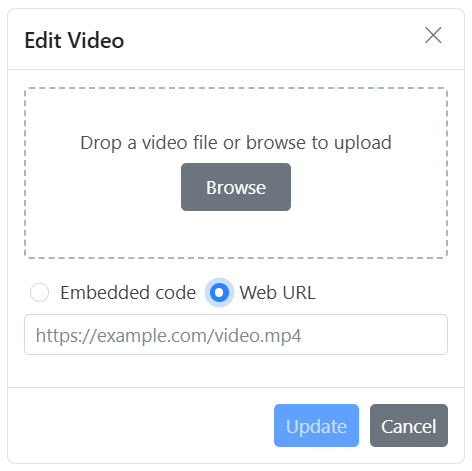 Edit Video
Drop a video file or browse to upload
Browse
Embedded code Web URL
https://example.com/video.mp4
Update Cancel